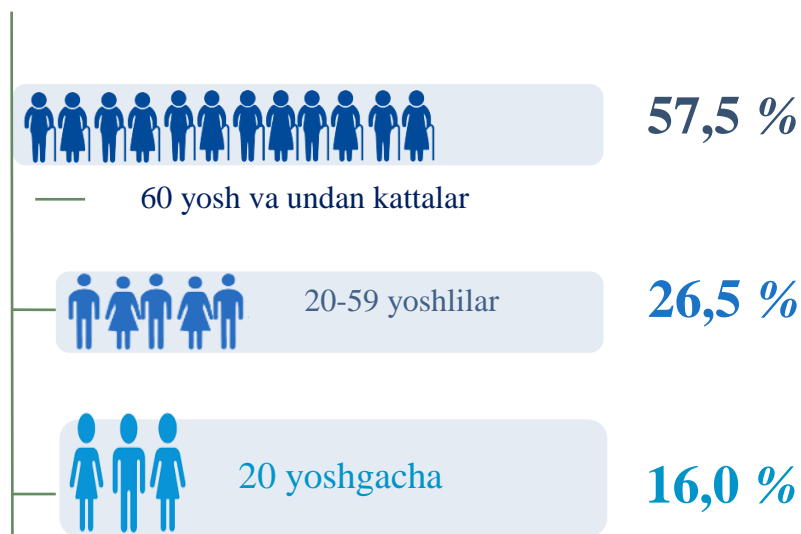 57,5 %
60 yosh va undan kattalar
20-59 yoshlilar
26,5 %
20 yoshgacha
16,0 %